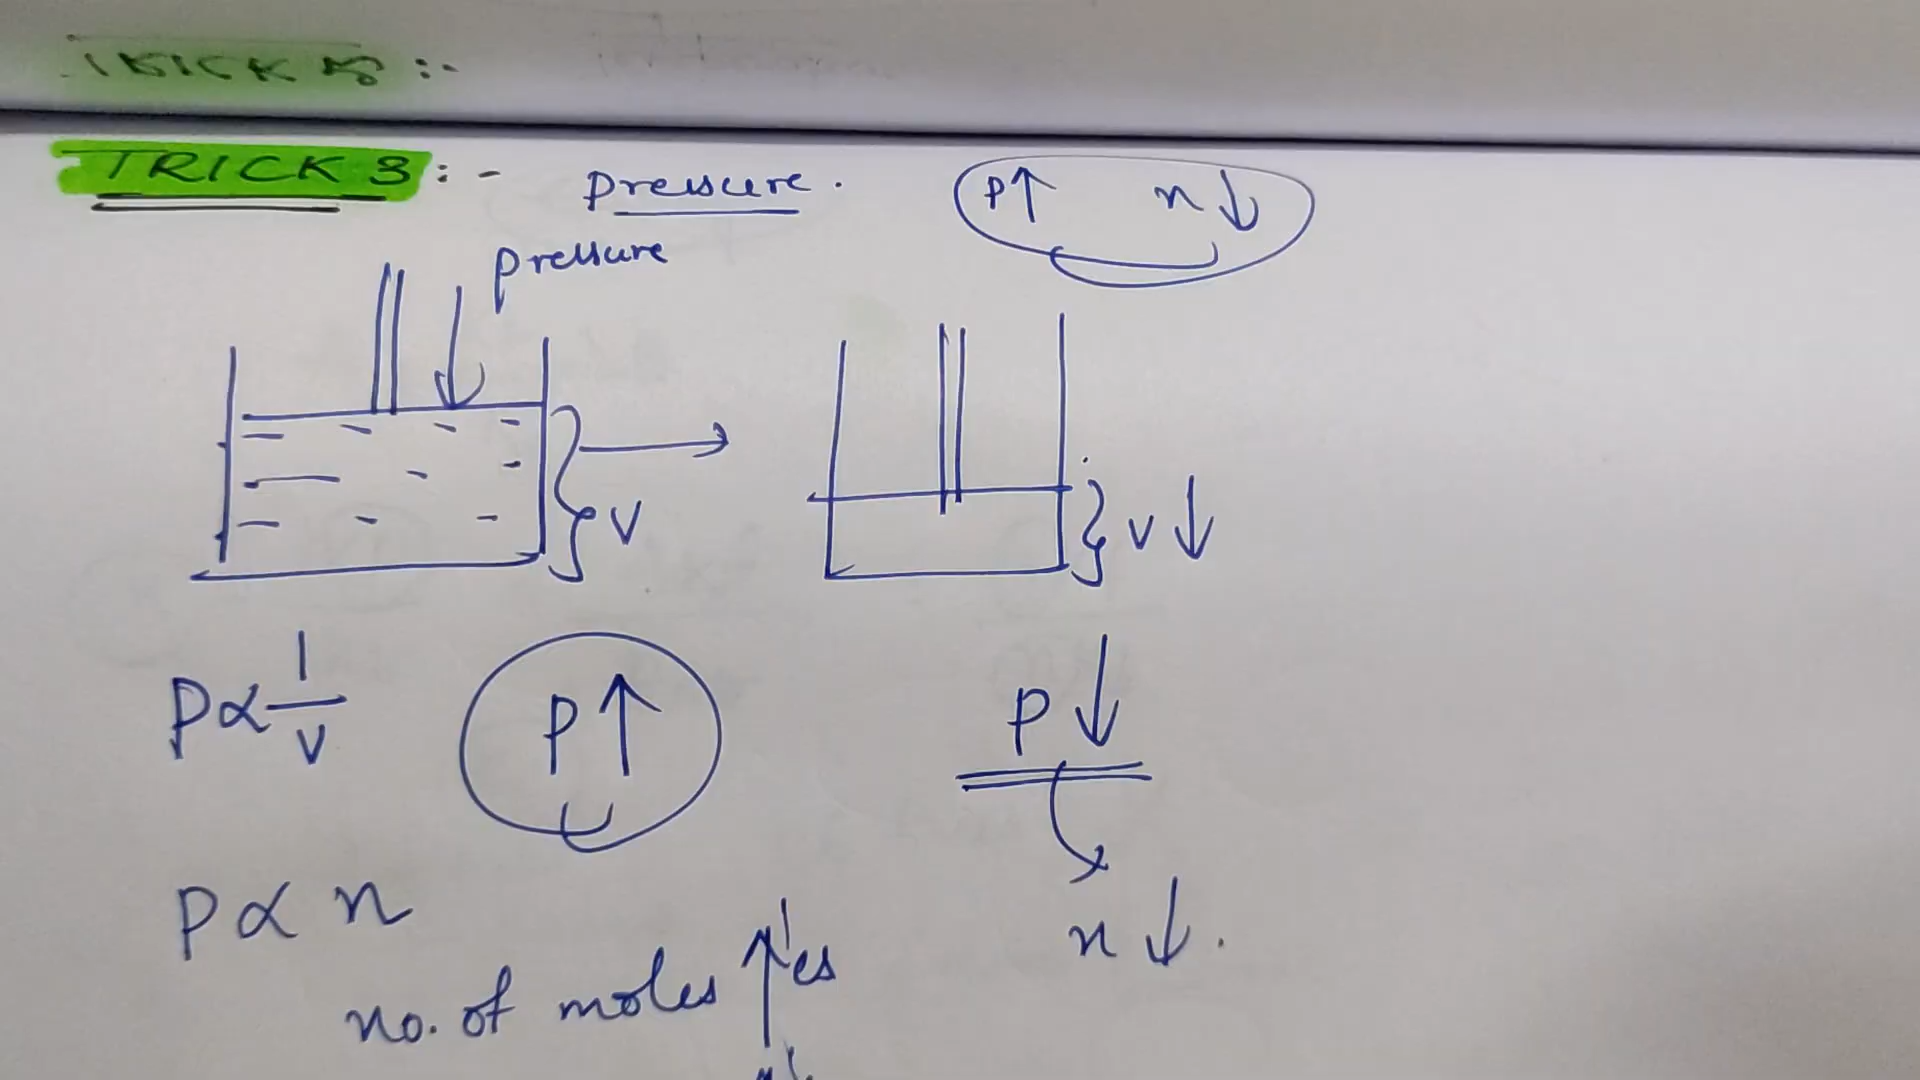 TRICK 3 :- pressure. P↑ n↓
pressure
V
V↓
P∝1/V P↑ P↓
P∝ n
n↓.
no. of moles ↑'es